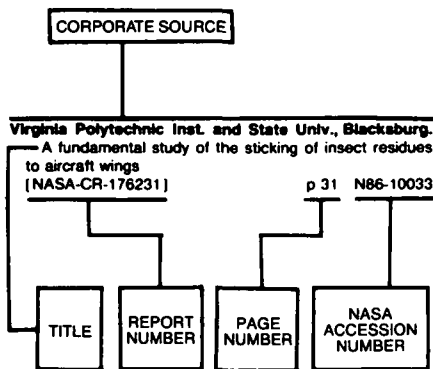 CORPORATE SOURCE
Virginia Polytechnic Inst. and State Univ., Blacksburg.
A fundamental study of the sticking of insect residues
to aircraft wings
[NASA-CR-176231] p 31 N86-10033
TITLE
REPORT
NUMBER
PAGE
NUMBER
NASA
ACCESSION
NUMBER